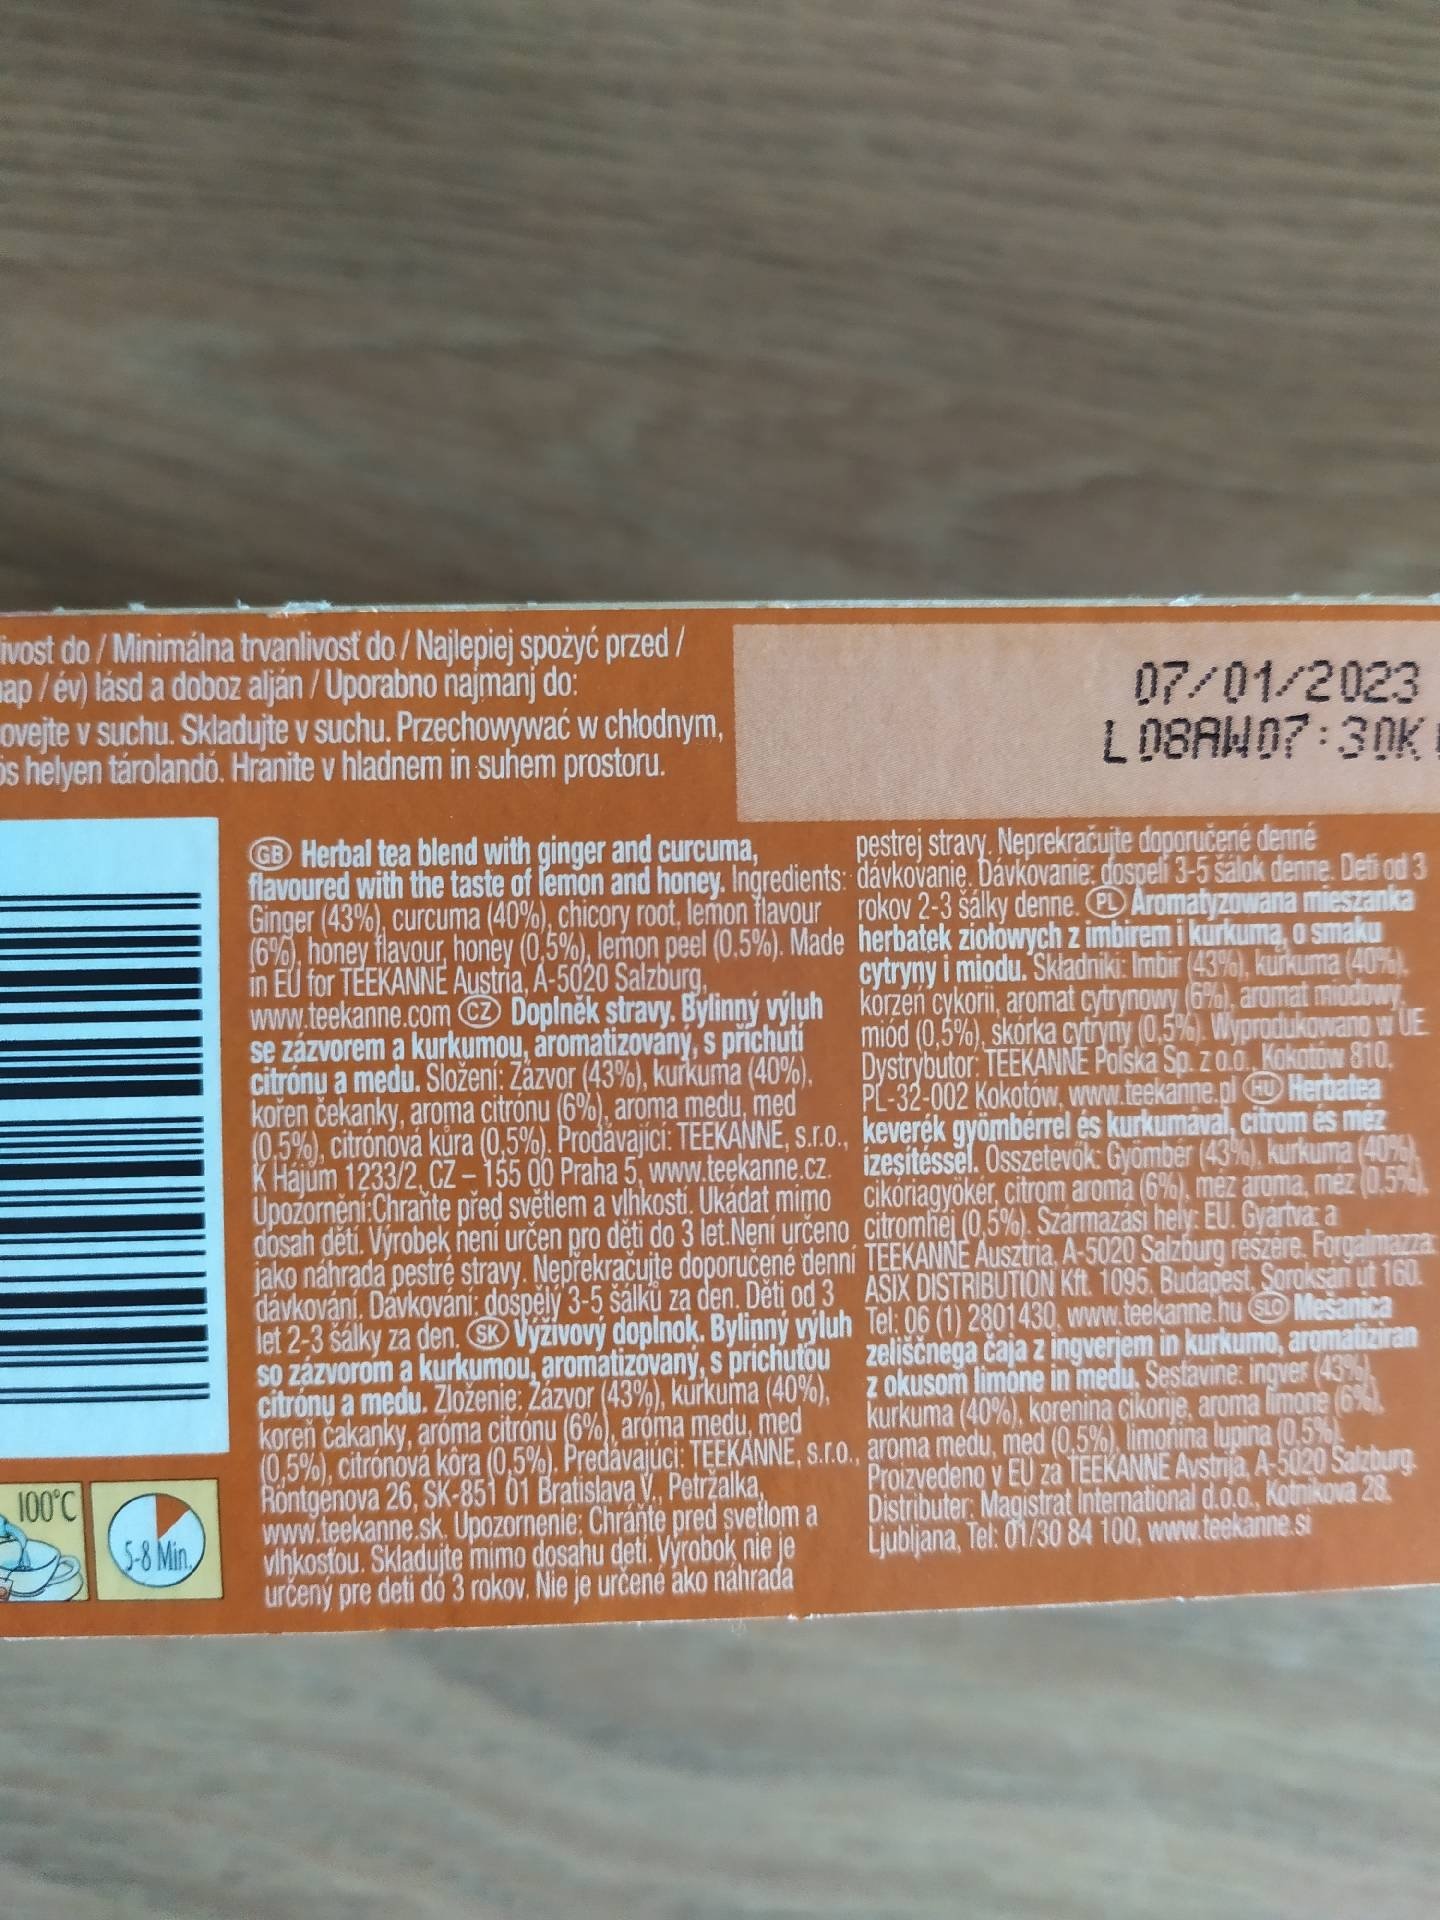 ivost do / Minimálna trvanlivosť do / Najlepiej spożyć przed /
nap / év) lásd a doboz alján / Uporabno najmanj do:
ovejte v suchu. Skladujte v suchu. Przechowywać w chłodnym,
ös helyen tárolandó. Hranite v hladnem in suhem prostoru.
07/01/2023
L08AW07:30K
GB Herbal tea blend with ginger and curcuma,
flavoured with the taste of lemon and honey. Ingredients:
Ginger (43%), curcuma (40%), chicory root, lemon flavour
(6%), honey flavour, honey (0,5%), lemon peel (0.5%). Made
in EU for TEEKANNE Austria, A-5020 Salzburg,
www.teekanne.com CZ Doplněk stravy. Bylinný výluh
se zázvorem a kurkumou, aromatizovaný, s příchutí
citrónu a medu. Složení: Zázvor (43%), kurkuma (40%),
kořen čekanky, aroma citrónu (6%), aroma medu, med
(0,5%), citrónová kůra (0,5%). Prodávající: TEEKANNE, s.r.o.,
K Hájům 1233/2, CZ – 155 00 Praha 5, www.teekanne.cz.
Upozornění:Chraňte před světlem a vlhkostí. Ukádat mimo
dosah dětí. Výrobek není určen pro děti do 3 let.Není určeno
jako náhrada pestré stravy. Nepřekračujte doporučené denní
dávkování. Dávkování: dospělý 3-5 šálků za den. Děti od 3
let 2-3 šálky za den. SK Výživový doplnok. Bylinný výluh
so zázvorom a kurkumou, aromatizovaný, s príchuťou
citrónu a medu. Zloženie: Zázvor (43%), kurkuma (40%),
koreň čakanky, aróma citrónu (6%), aróma medu, med
(0,5%), citrónová kôra (0,5%). Predávajúci: TEEKANNE, s.r.o.,
Röntgenova 26, SK-851 01 Bratislava V., Petržalka,
www.teekanne.sk. Upozornenie: Chráňte pred svetlom a
vlhkosťou. Skladujte mimo dosahu detí. Výrobok nie je
určený pre deti do 3 rokov. Nie je určené ako náhrada
pestrej stravy. Neprekračujte doporučené denné
dávkovanie. Dávkovanie: dospelí 3-5 šálok denne. Deti od 3
rokov 2-3 šálky denne. PL Aromatyzowana mieszanka
herbatek ziołowych z imbirem i kurkumą, o smaku
cytryny i miodu. Składniki: Imbir (43%), kurkuma (40%),
korzeń cykorii, aromat cytrynowy (6%), aromat miodowy,
miód (0,5%), skórka cytryny (0,5%). Wyprodukowano w UE.
Dystrybutor: TEEKANNE Polska Sp. z o.o., Kokotów 810,
PL-32-002 Kokotów, www.teekanne.pl HU Herbatea
keverék gyömbérrel és kurkumával, citrom és méz
ízesítéssel. Összetevők: Gyömbér (43%), kurkuma (40%),
cikóriagyökér, citrom aroma (6%), méz aroma, méz (0,5%),
citromhéj (0,5%). Származási hely: EU. Gyártva: a
TEEKANNE Ausztria, A-5020 Salzburg részére. Forgalmazza:
ASIX DISTRIBUTION Kft. 1095, Budapest, Soroksári út 160.
Tel: 06 (1) 2801430, www.teekanne.hu SLO Mešanica
zeliščnega čaja z ingverjem in kurkumo, aromatiziran
z okusom limone in medu. Sestavine: ingver (43%),
kurkuma (40%), korenina cikorije, aroma limone (6%),
aroma medu, med (0,5%), limonina lupina (0,5%).
Proizvedeno v EU za TEEKANNE Avstrija, A-5020 Salzburg.
Distributer: Magistrat International d.o.o., Kotnikova 28,
Ljubljana, Tel: 01/30 84 100, www.teekanne.si
100°C
5-8 Min.